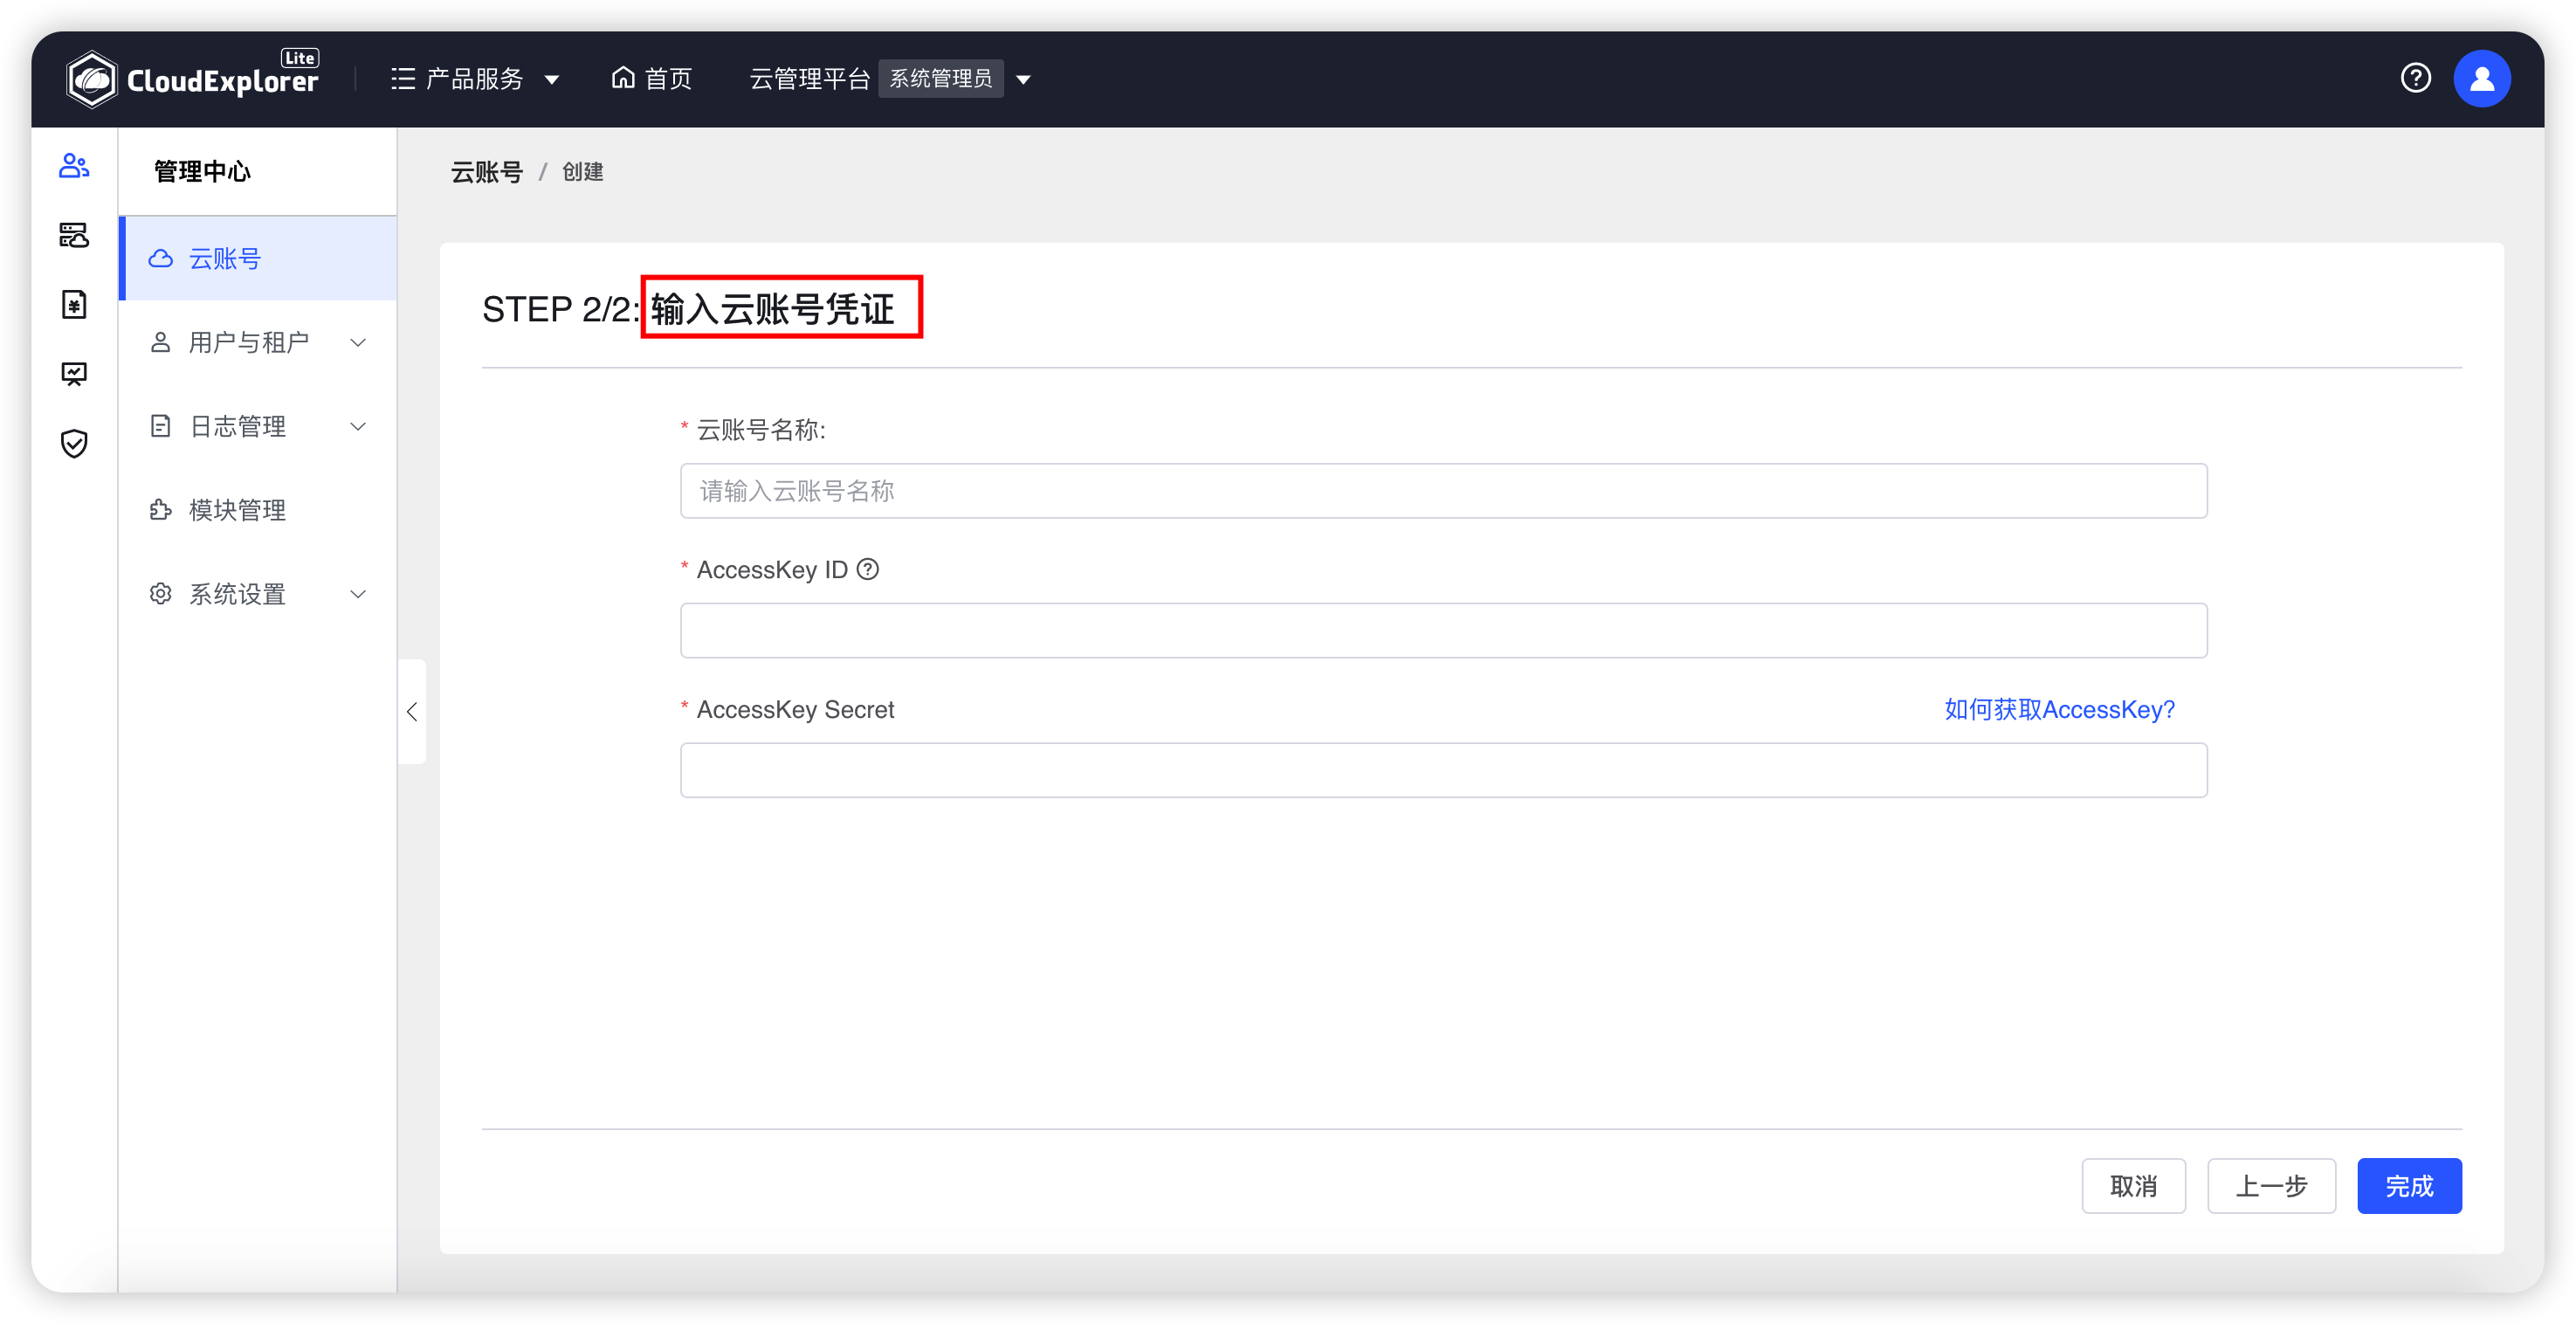 CloudExplorer Lite
产品服务
首页
云管理平台 系统管理员
管理中心
云账号
用户与租户
日志管理
模块管理
系统设置
云账号 / 创建
STEP 2/2: 输入云账号凭证
* 云账号名称:
请输入云账号名称
* AccessKey ID
* AccessKey Secret
如何获取AccessKey?
取消
上一步
完成